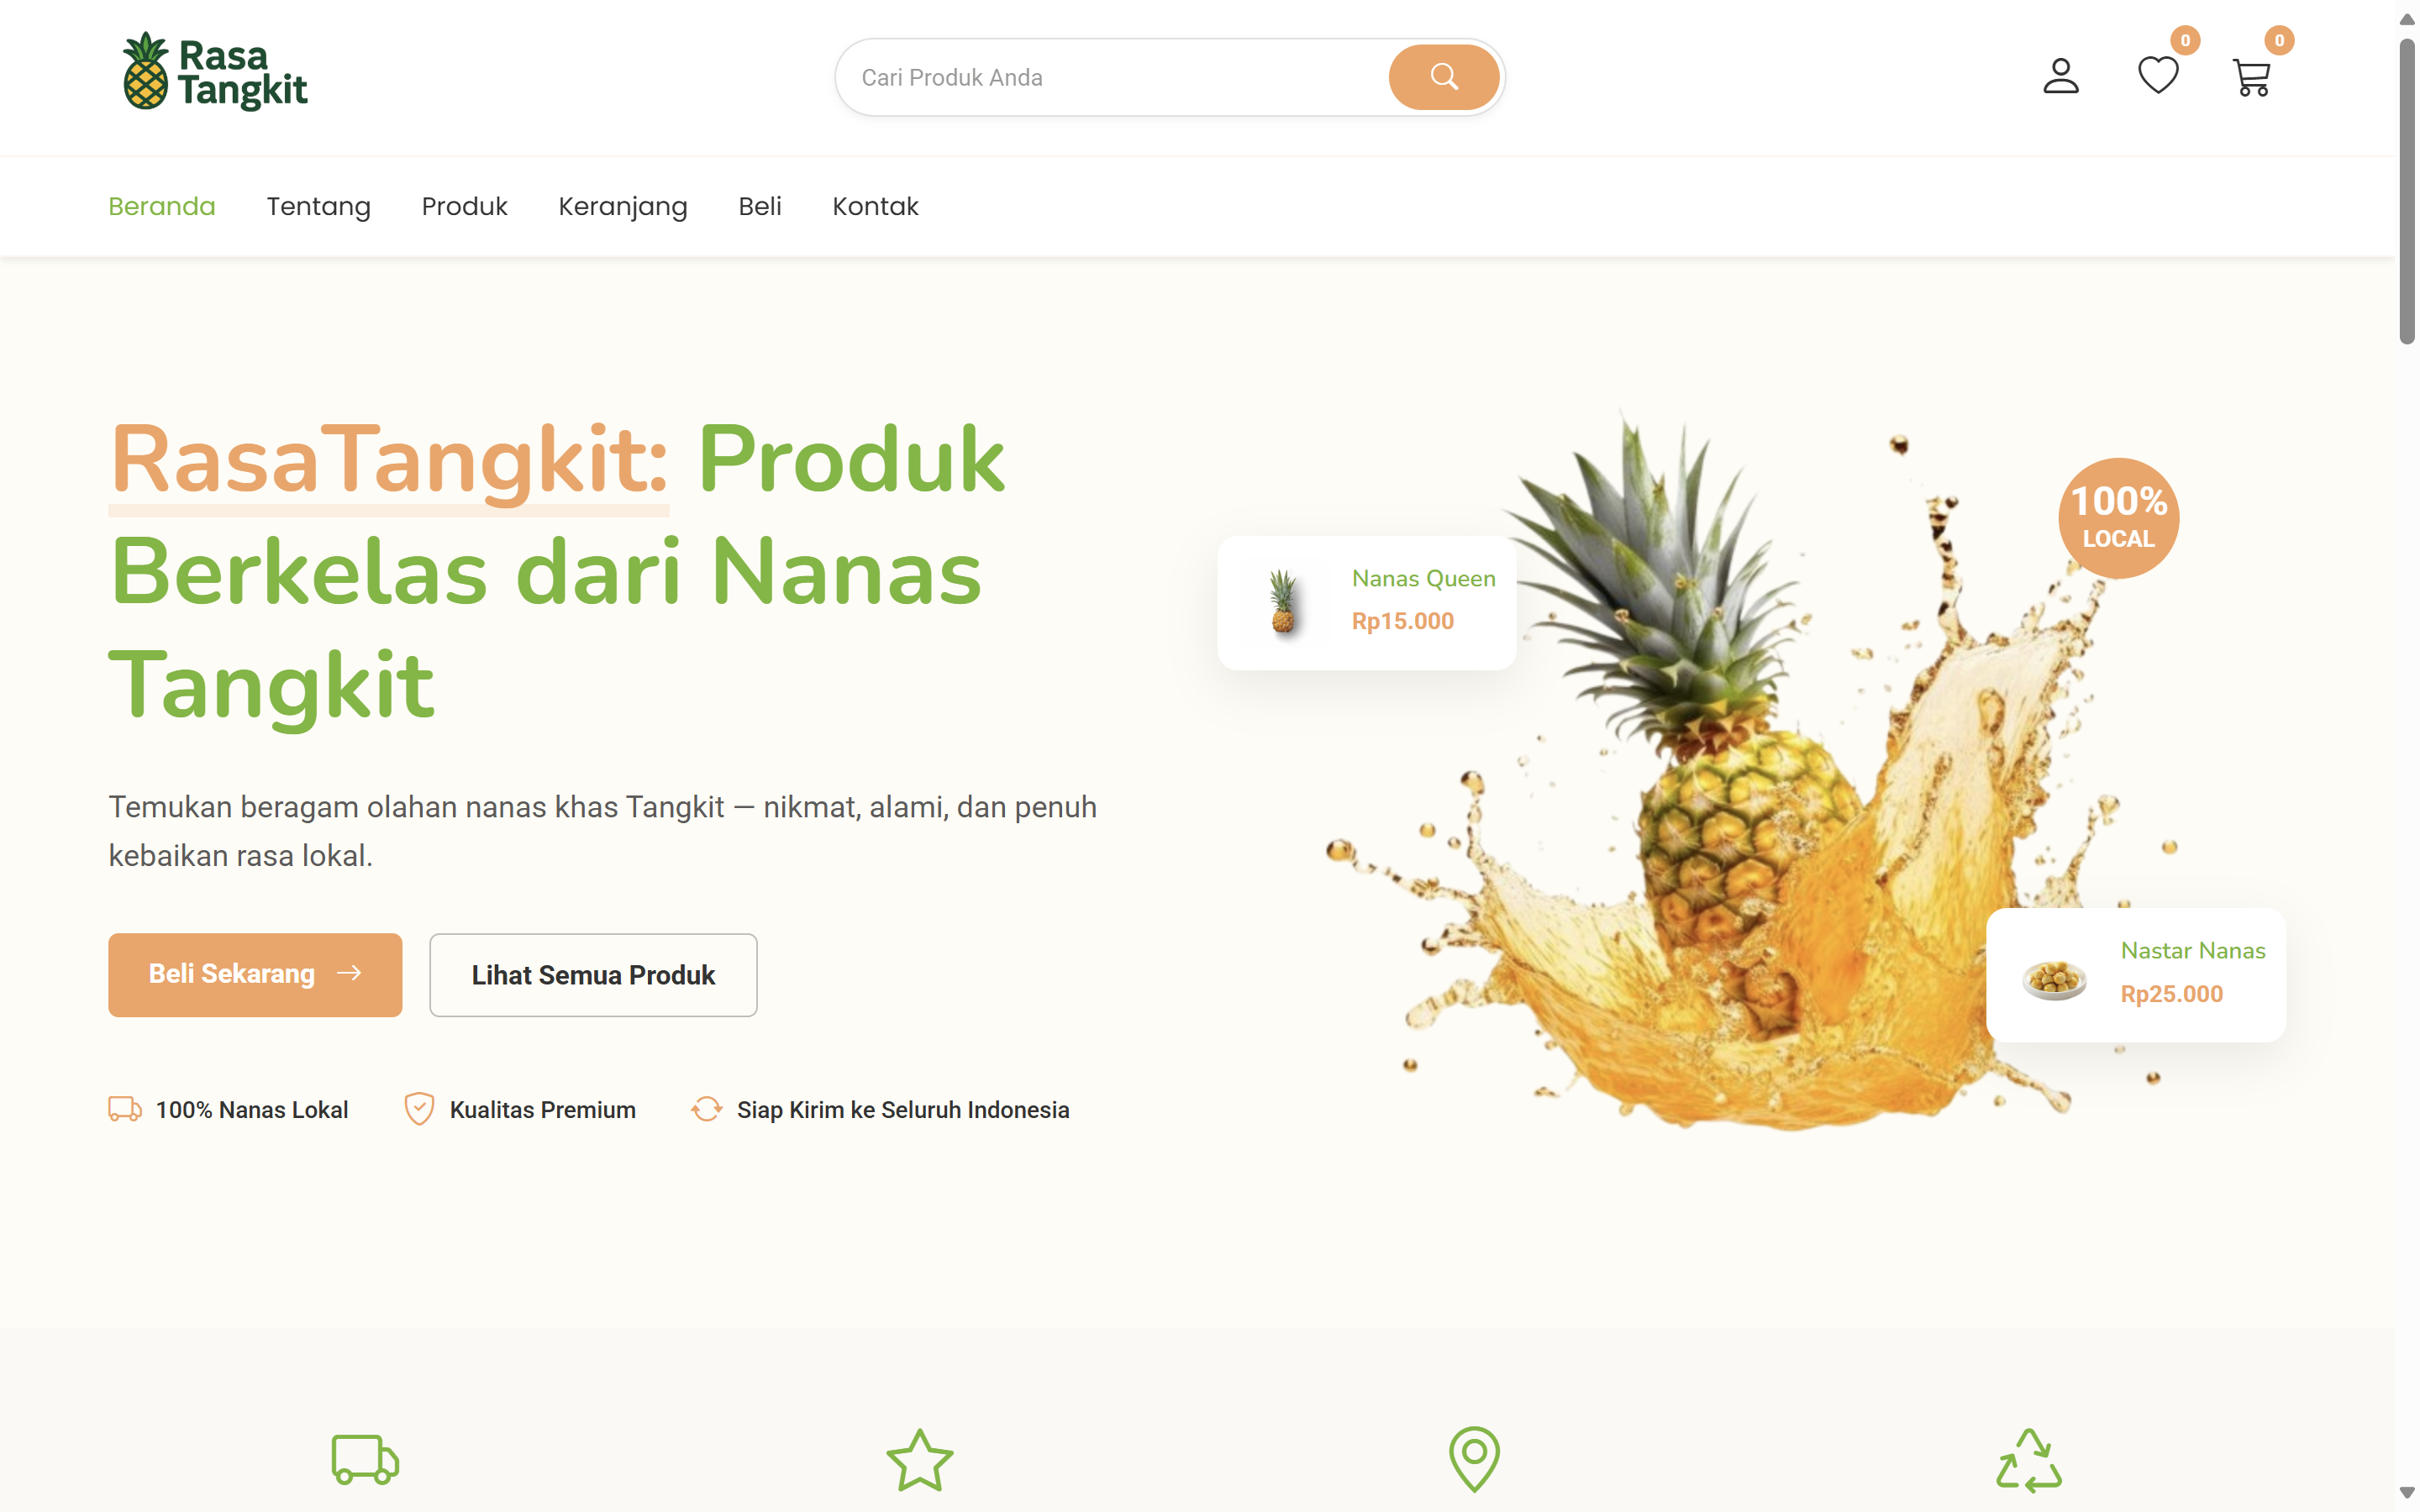 Rasa
Tangkit
Cari Produk Anda
0
0
Beranda
Tentang
Produk
Keranjang
Beli
Kontak
RasaTangkit: Produk
Berkelas dari Nanas
Tangkit
Temukan beragam olahan nanas khas Tangkit — nikmat, alami, dan penuh
kebaikan rasa lokal.
Beli Sekarang
Lihat Semua Produk
100% Nanas Lokal
Kualitas Premium
Siap Kirim ke Seluruh Indonesia
100%
LOCAL
Nanas Queen
Rp15.000
Nastar Nanas
Rp25.000